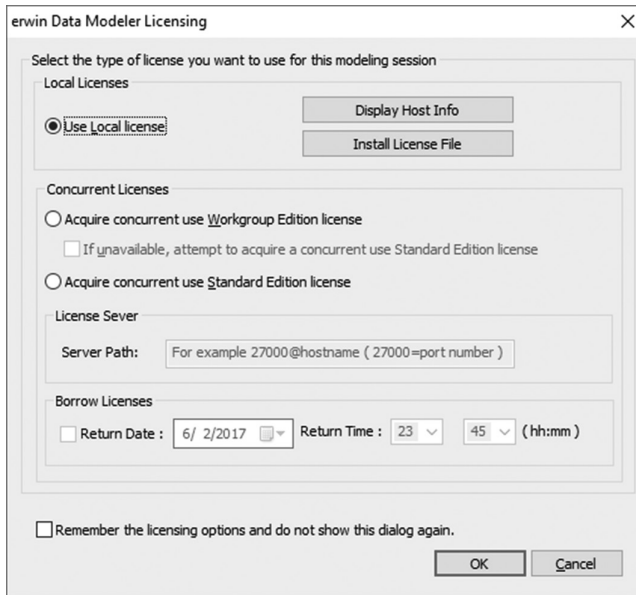 erwin Data Modeler Licensing
Select the type of license you want to use for this modeling session
Local Licenses
Use Local license
Display Host Info
Install License File
Concurrent Licenses
Acquire concurrent use Workgroup Edition license
If unavailable, attempt to acquire a concurrent use Standard Edition license
Acquire concurrent use Standard Edition license
License Sever
Server Path: For example 27000@hostname ( 27000=port number )
Borrow Licenses
Return Date : 6/ 2/2017 Return Time : 23 45 ( hh:mm )
Remember the licensing options and do not show this dialog again.
OK Cancel